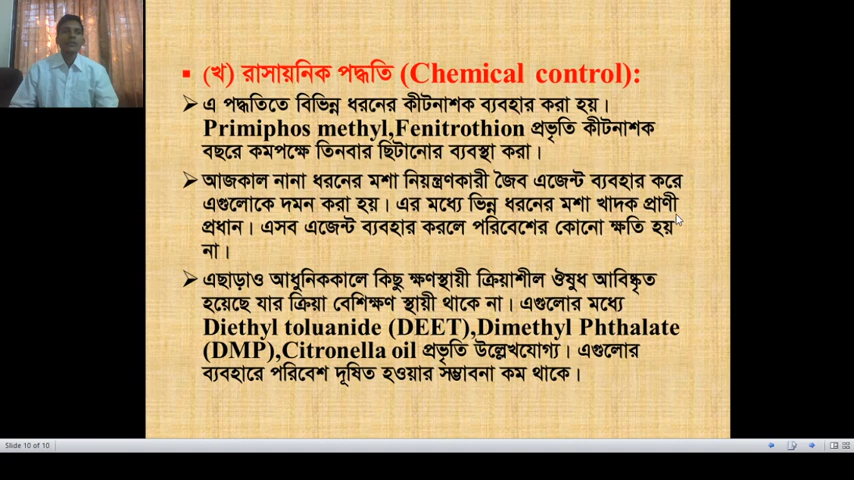 (খ) রাসায়নিক পদ্ধতি (Chemical control):
এ পদ্ধতিতে বিভিন্ন ধরনের কীটনাশক ব্যবহার করা হয়।
Primiphos methyl,Fenitrothion প্রভৃতি কীটনাশক
বছরে কমপক্ষে তিনবার ছিটানোর ব্যবস্থা করা।
আজকাল নানা ধরনের মশা নিয়ন্ত্রণকারী জৈব এজেন্ট ব্যবহার করে
এগুলোকে দমন করা হয়। এর মধ্যে ভিন্ন ধরনের মশা খাদক প্রাণী
প্রধান। এসব এজেন্ট ব্যবহার করলে পরিবেশের কোনো ক্ষতি হয়
না।
এছাড়াও আধুনিককালে কিছু ক্ষণস্থায়ী ক্রিয়াশীল ঔষুধ আবিষ্কৃত
হয়েছে যার ক্রিয়া বেশিক্ষণ স্থায়ী থাকে না। এগুলোর মধ্যে
Diethyl toluanide (DEET),Dimethyl Phthalate
(DMP),Citronella oil প্রভৃতি উল্লেখযোগ্য। এগুলোর
ব্যবহারে পরিবেশ দূষিত হওয়ার সম্ভাবনা কম থাকে।
Slide 10 of 10